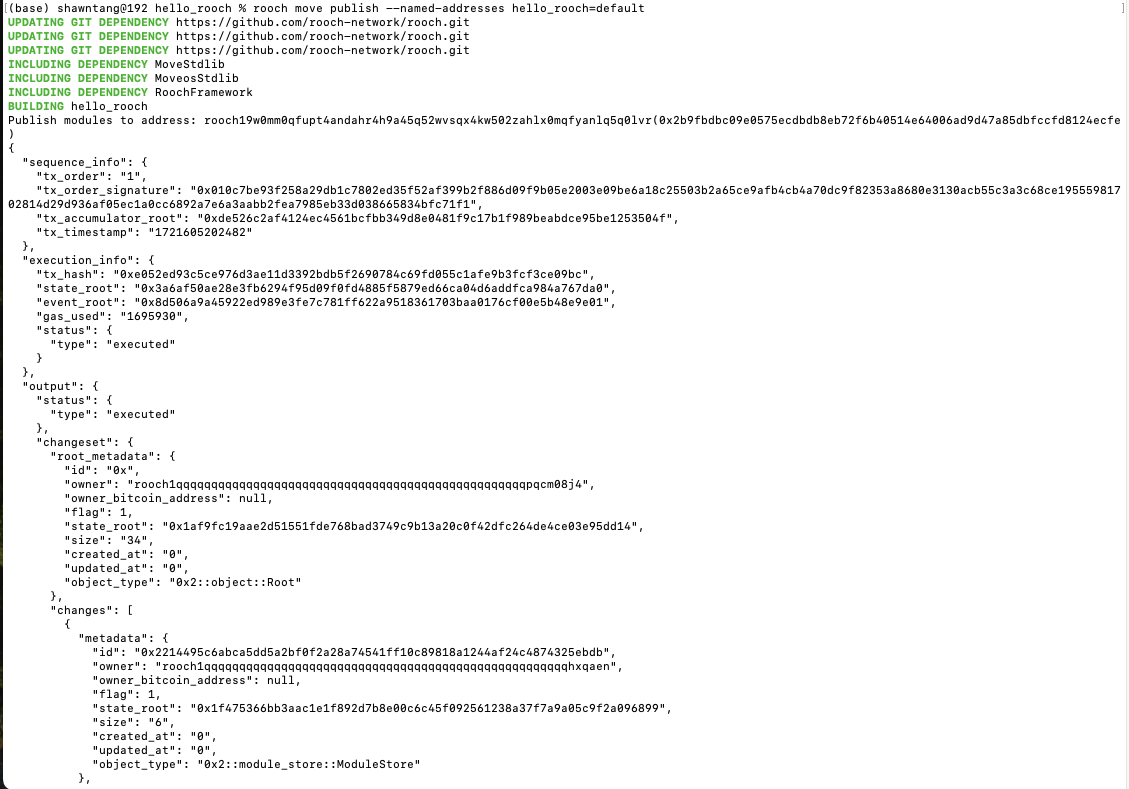 [(base) shawntang@192 hello_rooch % rooch move publish --named-addresses hello_rooch=default ]
UPDATING GIT DEPENDENCY https://github.com/rooch-network/rooch.git
UPDATING GIT DEPENDENCY https://github.com/rooch-network/rooch.git
UPDATING GIT DEPENDENCY https://github.com/rooch-network/rooch.git
INCLUDING DEPENDENCY MoveStdlib
INCLUDING DEPENDENCY MoveosStdlib
INCLUDING DEPENDENCY RoochFramework
BUILDING hello_rooch
Publish modules to address: rooch19w0mm0qfupt4andahr4h9a45q52wvsqx4kw502zahlx0mqfyanlq5q0lvr(0x2b9fbdbc09e0575ecdbdb8eb72f6b40514e64006ad9d47a85dbfccfd8124ecfe
)
{
  "sequence_info": {
    "tx_order": "1",
    "tx_order_signature": "0x010c7be93f258a29db1c7802ed35f52af399b2f886d09f9b05e2003e09be6a18c25503b2a65ce9afb4cb4a70dc9f82353a8680e3130acb55c3a3c68ce19555981
702814d29d936af05ec1a0cc6892a7e6a3aabb2fea7985eb33d038665834bfc71f1",
    "tx_accumulator_root": "0xde526c2af4124ec4561bcfbb349d8e0481f9c17b1f989beabdce95be1253504f",
    "tx_timestamp": "1721605202482"
  },
  "execution_info": {
    "tx_hash": "0xe052ed93c5ce976d3ae11d3392bdb5f2690784c69fd055c1afe9b3fcf3ce09bc",
    "state_root": "0x3a6af50ae28e3fb6294f95d09f0fd4885f5879ed66ca04d6addfca984a767da0",
    "event_root": "0x8d506a9a45922ed989e3fe7c781ff622a9518361703baa0176cf00e5b48e9e01",
    "gas_used": "1695930",
    "status": {
      "type": "executed"
    }
  },
  "output": {
    "status": {
      "type": "executed"
    },
    "changeset": {
      "root_metadata": {
        "id": "0x",
        "owner": "rooch1qqqqqqqqqqqqqqqqqqqqqqqqqqqqqqqqqqqqqqqqqqqqqqqqqqqqpqcm08j4",
        "owner_bitcoin_address": null,
        "flag": 1,
        "state_root": "0x1af9fc19aae2d51551fde768bad3749c9b13a20c0f42dfc264de4ce03e95dd14",
        "size": "34",
        "created_at": "0",
        "updated_at": "0",
        "object_type": "0x2::object::Root"
      },
      "changes": [
        {
          "metadata": {
            "id": "0x2214495c6abca5dd5a2bf0f2a28a74541ff10c89818a1244af24c4874325ebdb",
            "owner": "rooch1qqqqqqqqqqqqqqqqqqqqqqqqqqqqqqqqqqqqqqqqqqqqqqqqqqqqqhxqaen",
            "owner_bitcoin_address": null,
            "flag": 1,
            "state_root": "0x1f475366bb3aac1e1f892d7b8e00c6c45f092561238a37f7a9a05c9f2a096899",
            "size": "6",
            "created_at": "0",
            "updated_at": "0",
            "object_type": "0x2::module_store::ModuleStore"
          },